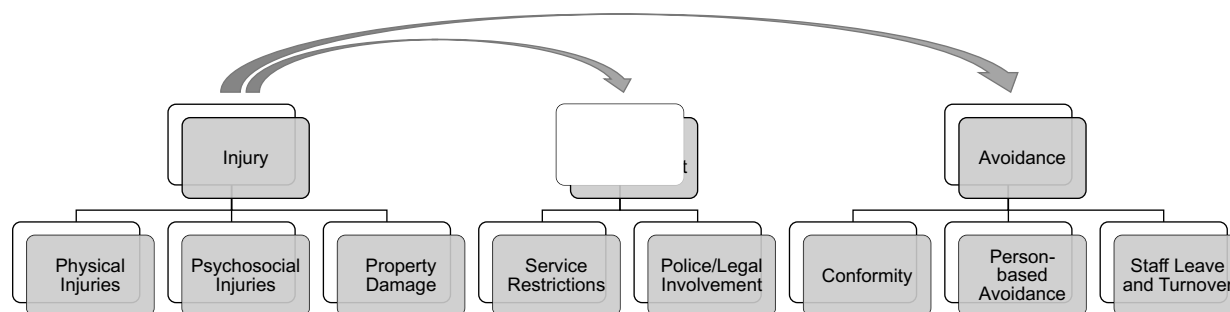 Injury
t
Avoidance
Physical
Injuries
Psychosocial
Injuries
Property
Damage
Service
Restrictions
Police/Legal
Involvement
Conformity
Person-
based
Avoidance
Staff Leave
and Turnover